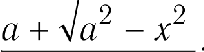 a + √a² − x² .